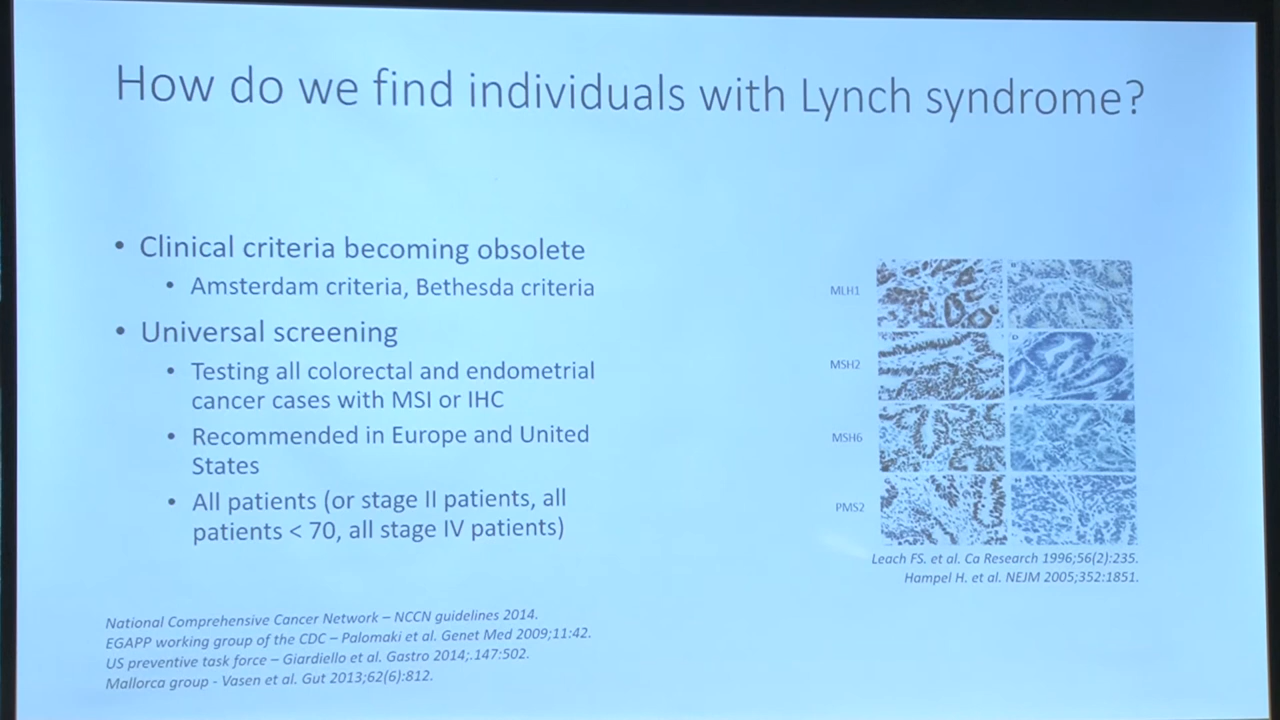 How do we find individuals with Lynch syndrome?
• Clinical criteria becoming obsolete
• Amsterdam criteria, Bethesda criteria
• Universal screening
• Testing all colorectal and endometrial
cancer cases with MSI or IHC
• Recommended in Europe and United
States
• All patients (or stage II patients, all
patients < 70, all stage IV patients)
MLH1
MSH2
MSH6
PMS2
Leach FS. et al. Ca Research 1996;56(2):235.
Hampel H. et al. NEJM 2005;352:1851.
National Comprehensive Cancer Network – NCCN guidelines 2014.
EGAPP working group of the CDC – Palomaki et al. Genet Med 2009;11:42.
US preventive task force – Giardiello et al. Gastro 2014;.147:502.
Mallorca group - Vasen et al. Gut 2013;62(6):812.